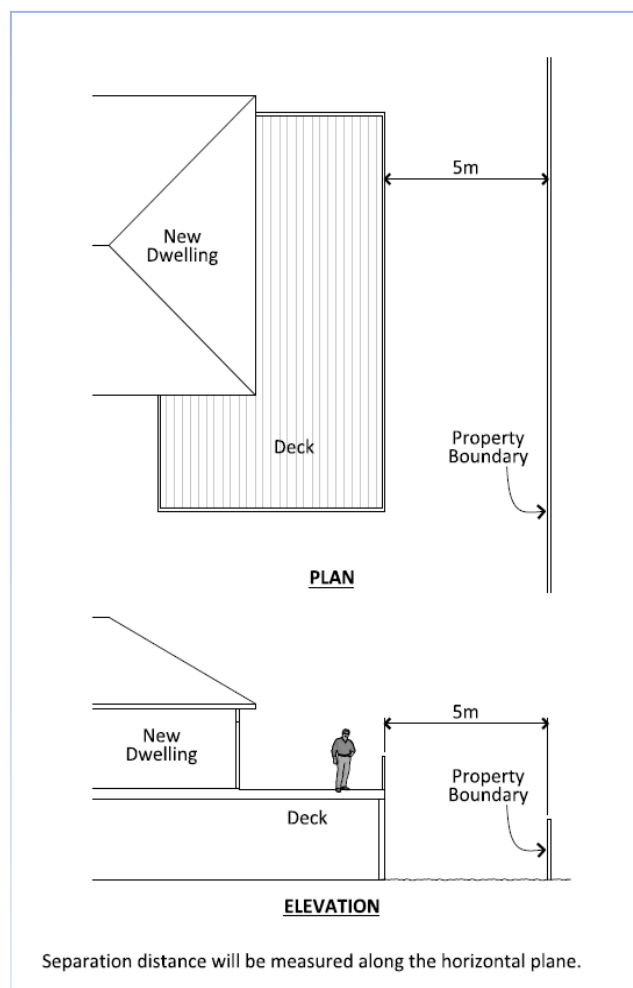 5m
New
Dwelling
Deck
Property
Boundary
PLAN
5m
New
Dwelling
Property
Boundary
Deck
ELEVATION
Separation distance will be measured along the horizontal plane.